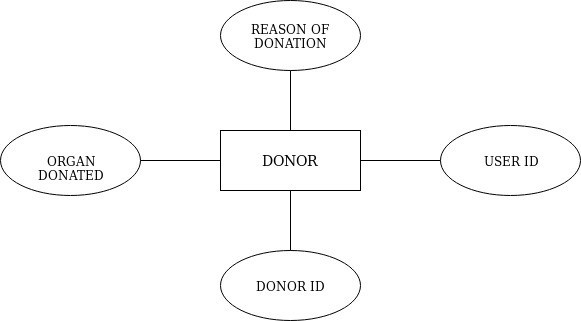 REASON OF
DONATION
ORGAN
DONATED
DONOR
USER ID
DONOR ID